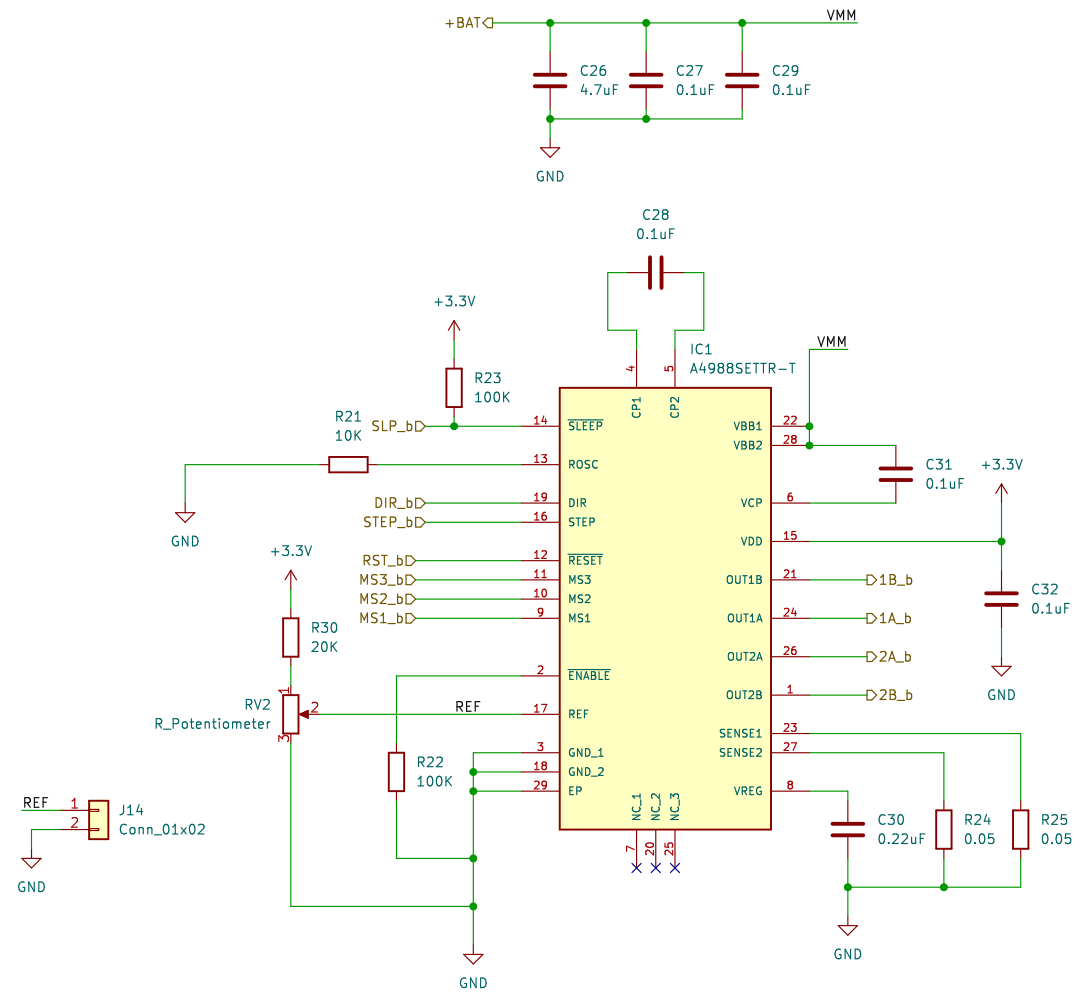 +BAT
VMM
C26
4.7uF
C27
0.1uF
C29
0.1uF
GND
C28
0.1uF
+3.3V
R23
100K
IC1
A4988SETTR-T
VMM
4
5
CP1
CP2
SLP_b
14
SLEEP
R21
10K
13
ROSC
GND
DIR_b
19
DIR
STEP_b
16
STEP
RST_b
12
RESET
MS3_b
11
MS3
MS2_b
10
MS2
MS1_b
9
MS1
2
ENABLE
REF
17
REF
3
GND_1
18
GND_2
29
EP
VBB1
22
VBB2
28
C31
0.1uF
+3.3V
VCP
6
VDD
15
OUT1B
21
1B_b
OUT1A
24
1A_b
OUT2A
26
2A_b
OUT2B
1
2B_b
C32
0.1uF
GND
SENSE1
23
SENSE2
27
VREG
8
NC_1
NC_2
NC_3
7
20
25
+3.3V
R30
20K
RV2
R_Potentiometer
1
2
3
R22
100K
REF
1
2
J14
Conn_01x02
GND
GND
C30
0.22uF
R24
0.05
R25
0.05
GND